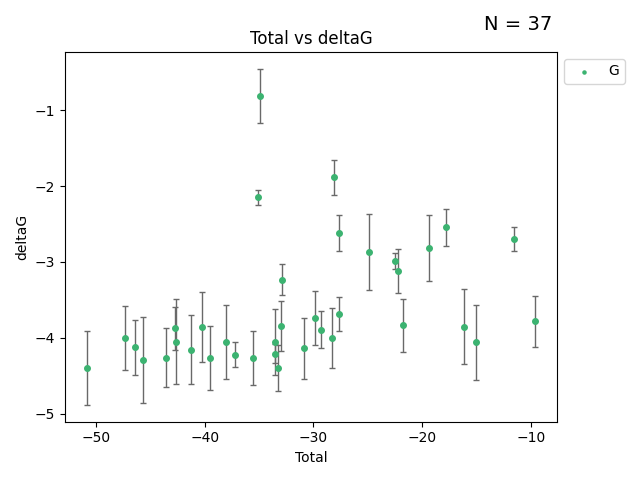 N = 37
Total vs deltaG
G
deltaG
−1
−2
−3
−4
−5
−50 −40 −30 −20 −10
Total